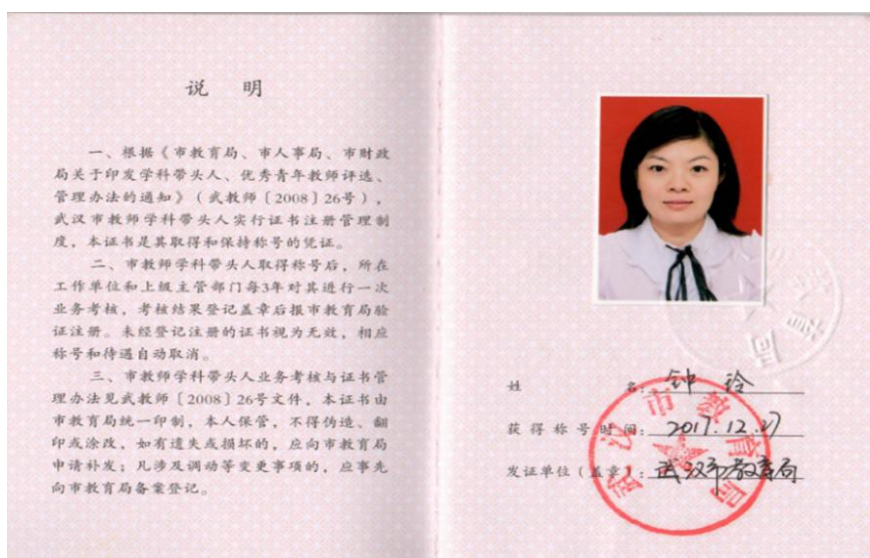 说 明
一、根据《市教育局、市人事局、市财政
局关于印发学科带头人、优秀青年教师评选、
管理办法的通知》（武教师〔2008〕26号），
武汉市教师学科带头人实行证书注册管理制
度，本证书是其取得和保持称号的凭证。
二、市教师学科带头人取得称号后，所在
工作单位和上级主管部门每3年对其进行一次
业务考核，考核结果登记盖章后报市教育局验
证注册。未经登记注册的证书视为无效，相应
称号和待遇自动取消。
三、市教师学科带头人业务考核与证书管
理办法见武教师〔2008〕26号文件，本证书由
市教育局统一印制，本人保管，不得伪造、翻
印或涂改，如有遗失或损坏的，应向市教育局
申请补发；凡涉及调动等变更事项的，应事先
向市教育局备案登记。
姓 名：钟 玲
获得称号时间：2017.12.27
发证单位（盖章）：武汉市教育局
武汉市教育局